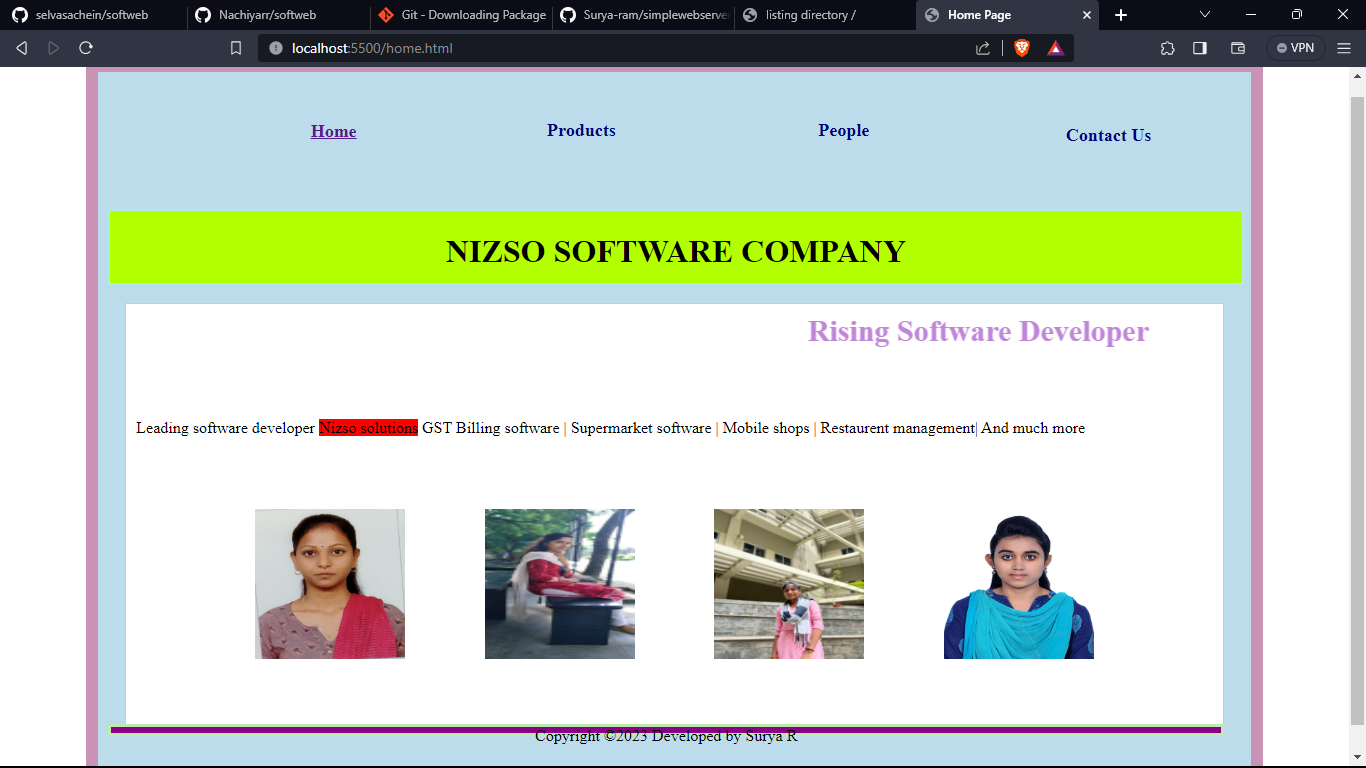 selvasachein/softweb
Nachiyarr/softweb
Git - Downloading Package
Surya-ram/simplewebserver
listing directory /
Home Page
localhost:5500/home.html
VPN
Home Products People Contact Us
NIZSO SOFTWARE COMPANY
Rising Software Developer
Leading software developer Nizso solutions GST Billing software | Supermarket software | Mobile shops | Restaurent management| And much more
Copyright ©2023 Developed by Surya R